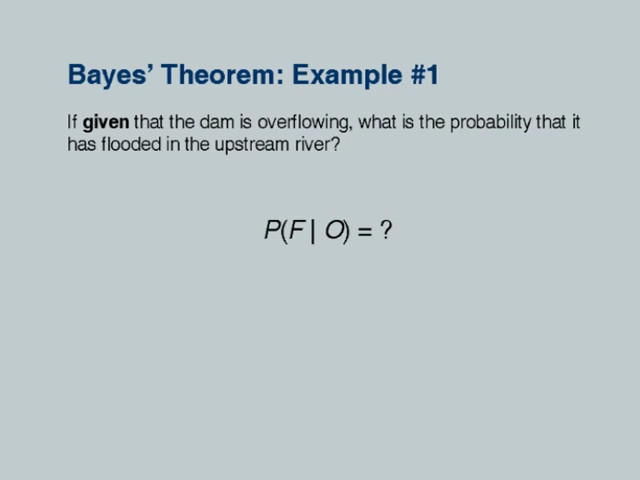 Bayes’ Theorem: Example #1
If given that the dam is overflowing, what is the probability that it
has flooded in the upstream river?
P(F | O) = ?